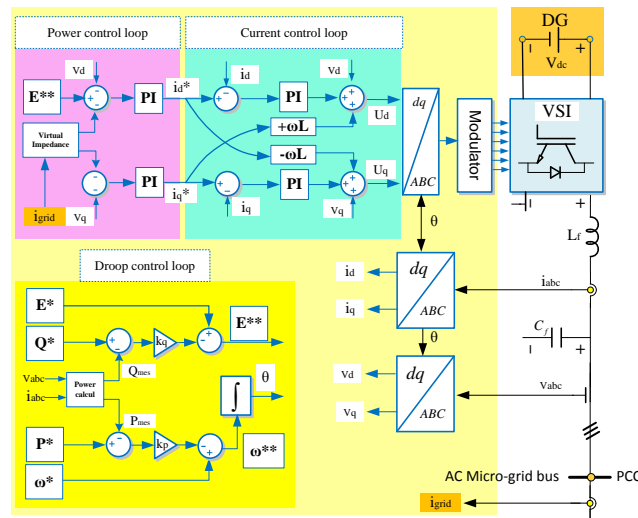 Power control loop
Current control loop
DG
Vdc
VSI
Vd
E**
PI
id*
id
PI
Vd
Ud
dq
ABC
Modulator
Virtual
Impedance
+ωL
-ωL
PI
iq*
iq
PI
Vq
Uq
igrid
Vq
θ
Lf
Droop control loop
E*
E**
Q*
kq
Qmes
vabc
iabc
Power
calcul
Pmes
P*
kp
ω*
∫
θ
ω**
id
iq
dq
ABC
iabc
θ
Cf
vd
vq
dq
ABC
vabc
AC Micro-grid bus
PCC
igrid